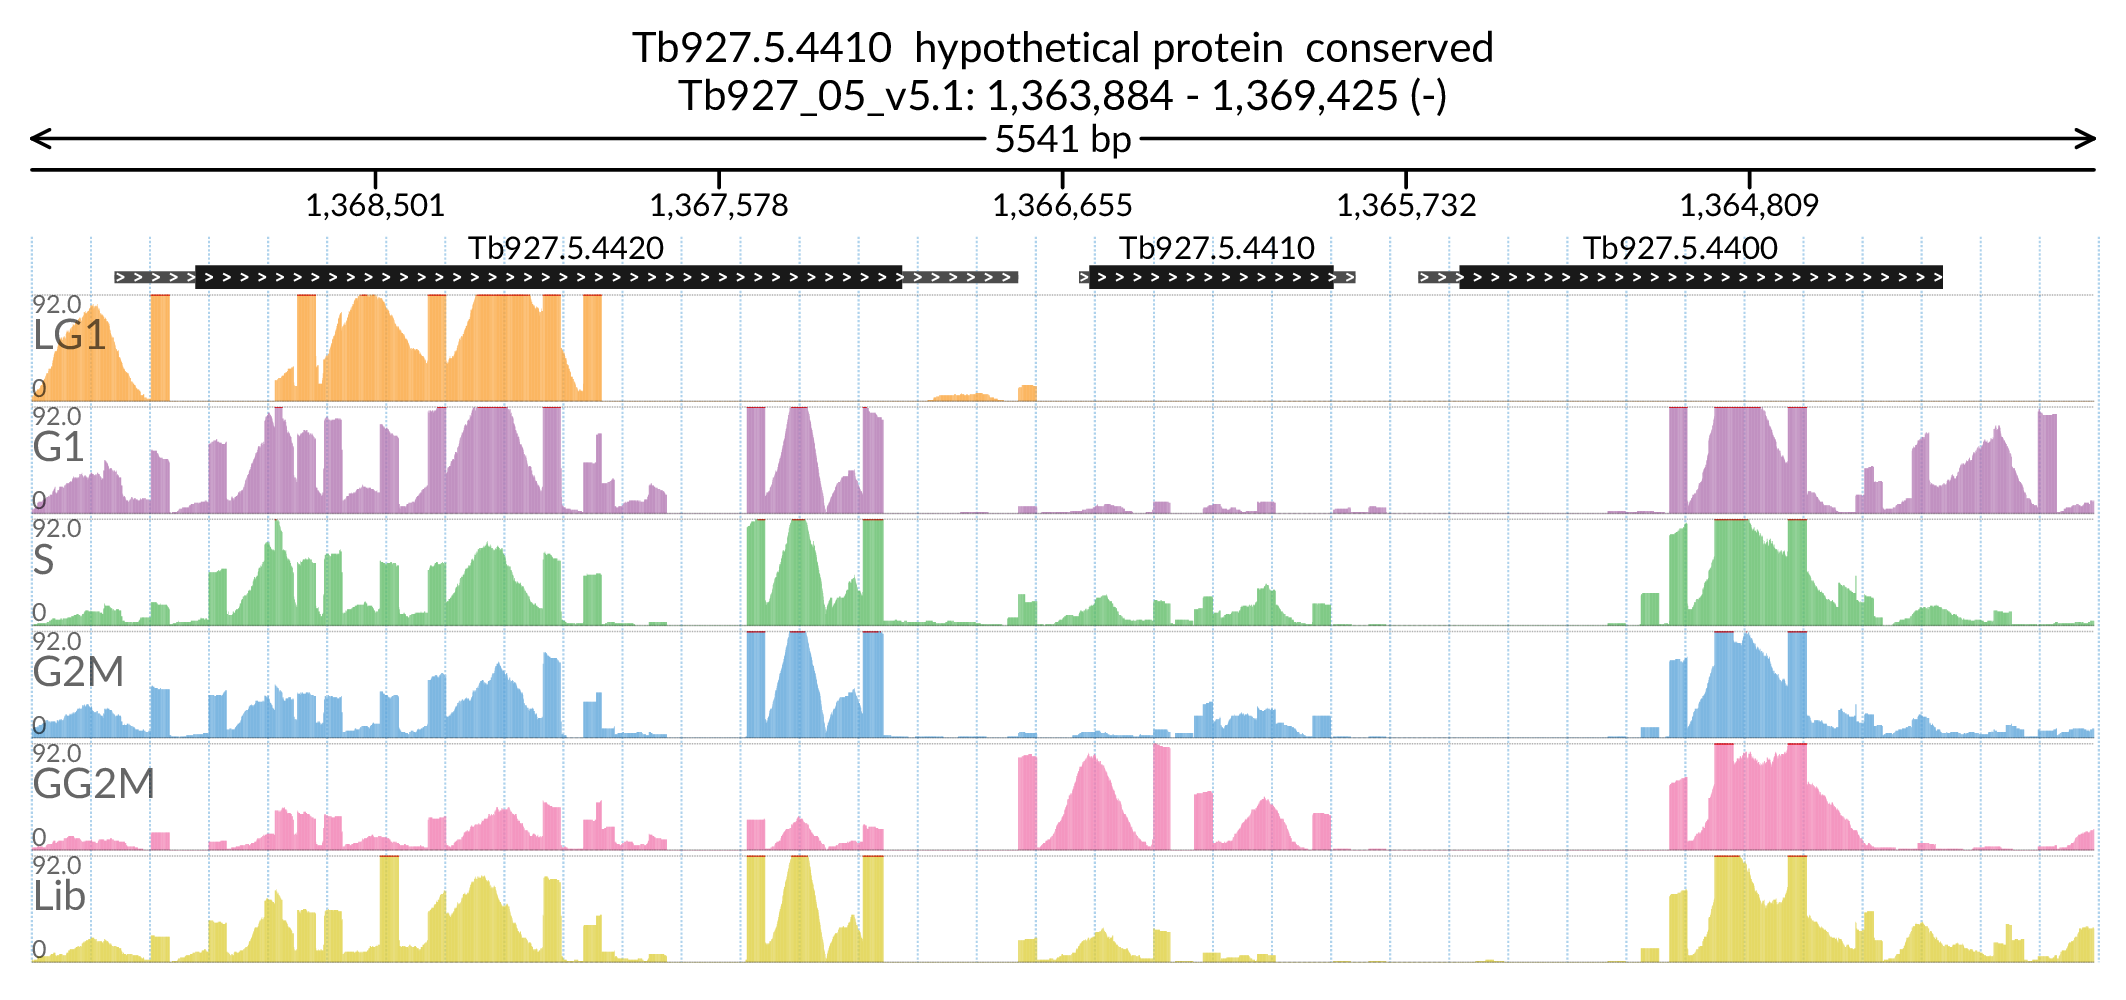 Tb927.5.4410 hypothetical protein conserved
Tb927_05_v5.1: 1,363,884 - 1,369,425 (-)
5541 bp
1,368,501 1,367,578 1,366,655 1,365,732 1,364,809
Tb927.5.4420 Tb927.5.4410 Tb927.5.4400
92.0
LG1
0
92.0
G1
0
92.0
S
0
92.0
G2M
0
92.0
GG2M
0
92.0
Lib
0